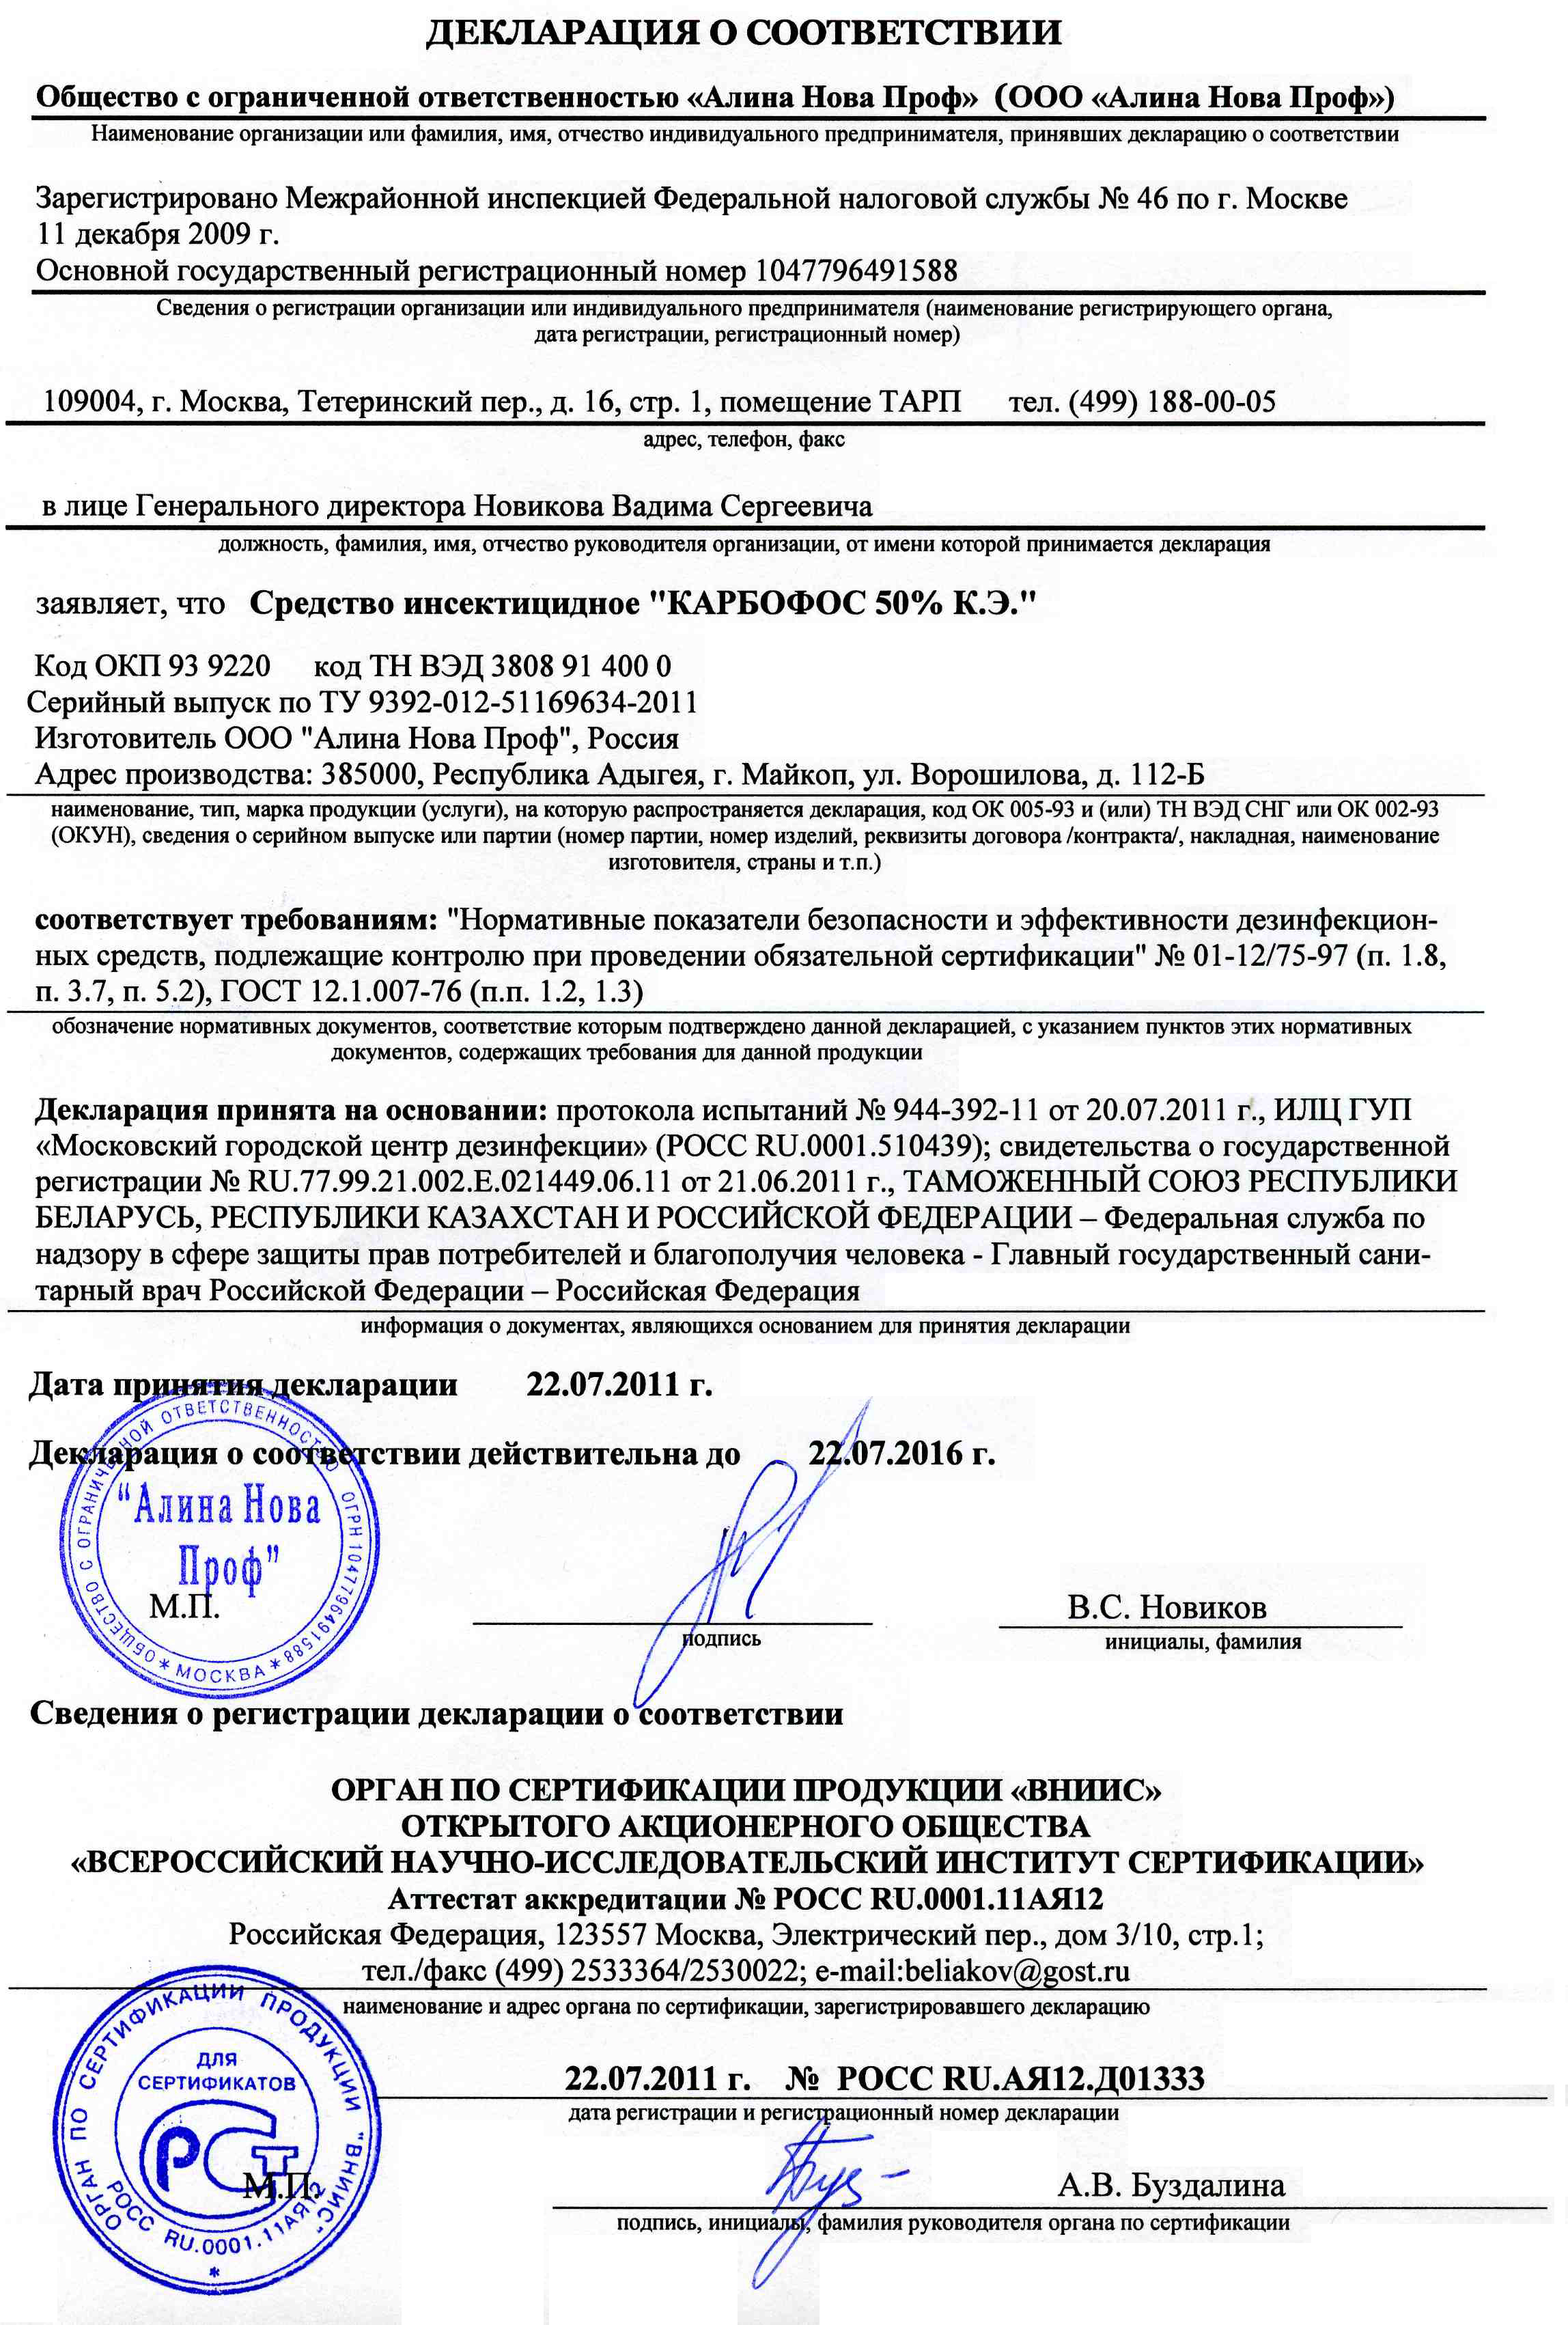 ДЕКЛАРАЦИЯ О СООТВЕТСТВИИ
Общество с ограниченной ответственностью «Алина Нова Проф» (ООО «Алина Нова Проф»)
Наименование организации или фамилия, имя, отчество индивидуального предпринимателя, принявших декларацию о соответствии
Зарегистрировано Межрайонной инспекцией Федеральной налоговой службы № 46 по г. Москве
11 декабря 2009 г.
Основной государственный регистрационный номер 1047796491588
Сведения о регистрации организации или индивидуального предпринимателя (наименование регистрирующего органа,
дата регистрации, регистрационный номер)
109004, г. Москва, Тетеринский пер., д. 16, стр. 1, помещение ТАРП тел. (499) 188-00-05
адрес, телефон, факс
в лице Генерального директора Новикова Вадима Сергеевича
должность, фамилия, имя, отчество руководителя организации, от имени которой принимается декларация
заявляет, что Средство инсектицидное "КАРБОФОС 50% К.Э."
Код ОКП 93 9220 код ТН ВЭД 3808 91 400 0
Серийный выпуск по ТУ 9392-012-51169634-2011
Изготовитель ООО "Алина Нова Проф", Россия
Адрес производства: 385000, Республика Адыгея, г. Майкоп, ул. Ворошилова, д. 112-Б
наименование, тип, марка продукции (услуги), на которую распространяется декларация, код ОК 005-93 и (или) ТН ВЭД СНГ или ОК 002-93
(ОКУН), сведения о серийном выпуске или партии (номер партии, номер изделий, реквизиты договора /контракта/, накладная, наименование
изготовителя, страны и т.п.)
соответствует требованиям: "Нормативные показатели безопасности и эффективности дезинфекцион-
ных средств, подлежащие контролю при проведении обязательной сертификации" № 01-12/75-97 (п. 1.8,
п. 3.7, п. 5.2), ГОСТ 12.1.007-76 (п.п. 1.2, 1.3)
обозначение нормативных документов, соответствие которым подтверждено данной декларацией, с указанием пунктов этих нормативных
документов, содержащих требования для данной продукции
Декларация принята на основании: протокола испытаний № 944-392-11 от 20.07.2011 г., ИЛЦ ГУП
«Московский городской центр дезинфекции» (РОСС RU.0001.510439); свидетельства о государственной
регистрации № RU.77.99.21.002.Е.021449.06.11 от 21.06.2011 г., ТАМОЖЕННЫЙ СОЮЗ РЕСПУБЛИКИ
БЕЛАРУСЬ, РЕСПУБЛИКИ КАЗАХСТАН И РОССИЙСКОЙ ФЕДЕРАЦИИ – Федеральная служба по
надзору в сфере защиты прав потребителей и благополучия человека - Главный государственный сани-
тарный врач Российской Федерации – Российская Федерация
информация о документах, являющихся основанием для принятия декларации
Дата принятия декларации 22.07.2011 г.
Декларация о соответствии действительна до 22.07.2016 г.
ОБЩЕСТВО С ОГРАНИЧЕННОЙ ОТВЕТСТВЕННОСТЬЮ ОГРН 1047796491588
* МОСКВА *
"Алина Нова
Проф"
М.П.
В.С. Новиков
подпись
инициалы, фамилия
Сведения о регистрации декларации о соответствии
ОРГАН ПО СЕРТИФИКАЦИИ ПРОДУКЦИИ «ВНИИС»
ОТКРЫТОГО АКЦИОНЕРНОГО ОБЩЕСТВА
«ВСЕРОССИЙСКИЙ НАУЧНО-ИССЛЕДОВАТЕЛЬСКИЙ ИНСТИТУТ СЕРТИФИКАЦИИ»
Аттестат аккредитации № РОСС RU.0001.11АЯ12
Российская Федерация, 123557 Москва, Электрический пер., дом 3/10, стр.1;
тел./факс (499) 2533364/2530022; e-mail:beliakov@gost.ru
наименование и адрес органа по сертификации, зарегистрировавшего декларацию
ОРГАН ПО СЕРТИФИКАЦИИ ПРОДУКЦИИ "ВНИИС"
ДЛЯ
СЕРТИФИКАТОВ
РСТ
РОСС RU.0001.11АЯ12
*
22.07.2011 г. № РОСС RU.АЯ12.Д01333
дата регистрации и регистрационный номер декларации
М.П.
А.В. Буздалина
подпись, инициалы, фамилия руководителя органа по сертификации